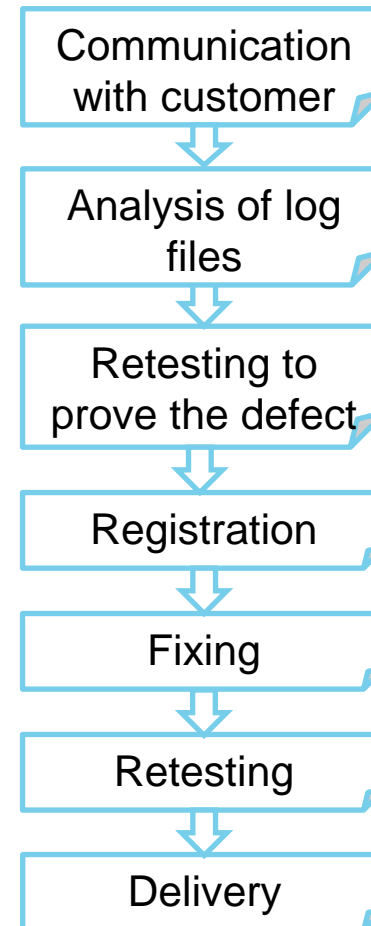 Communication
with customer
Analysis of log
files
Retesting to
prove the defect
Registration
Fixing
Retesting
Delivery